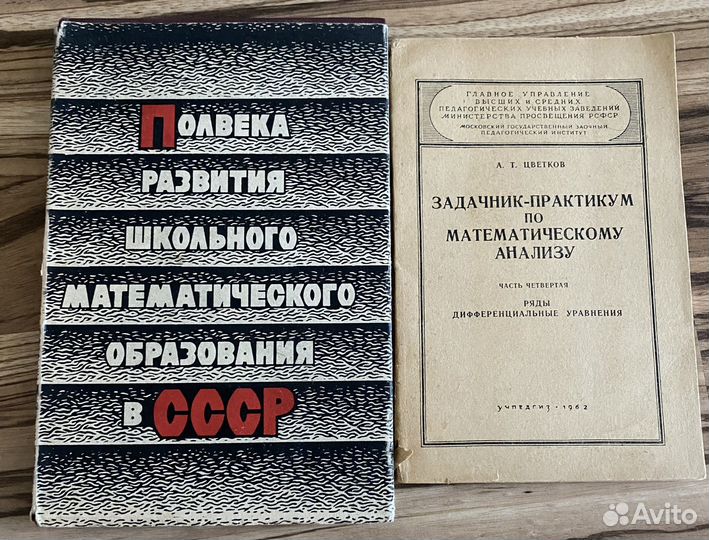 ПОЛВЕКА
РАЗВИТИЯ
ШКОЛЬНОГО
МАТЕМАТИЧЕСКОГО
ОБРАЗОВАНИЯ
В СССР
ГЛАВНОЕ УПРАВЛЕНИЕ
ВЫСШИХ И СРЕДНИХ
ПЕДАГОГИЧЕСКИХ УЧЕБНЫХ ЗАВЕДЕНИЙ
МИНИСТЕРСТВА ПРОСВЕЩЕНИЯ РСФСР
МОСКОВСКИЙ ГОСУДАРСТВЕННЫЙ ЗАОЧНЫЙ
ПЕДАГОГИЧЕСКИЙ ИНСТИТУТ
А. Т. ЦВЕТКОВ
ЗАДАЧНИК-ПРАКТИКУМ
ПО
МАТЕМАТИЧЕСКОМУ
АНАЛИЗУ
ЧАСТЬ ЧЕТВЕРТАЯ
РЯДЫ
ДИФФЕРЕНЦИАЛЬНЫЕ УРАВНЕНИЯ
УЧПЕДГИЗ · 1962
Avito